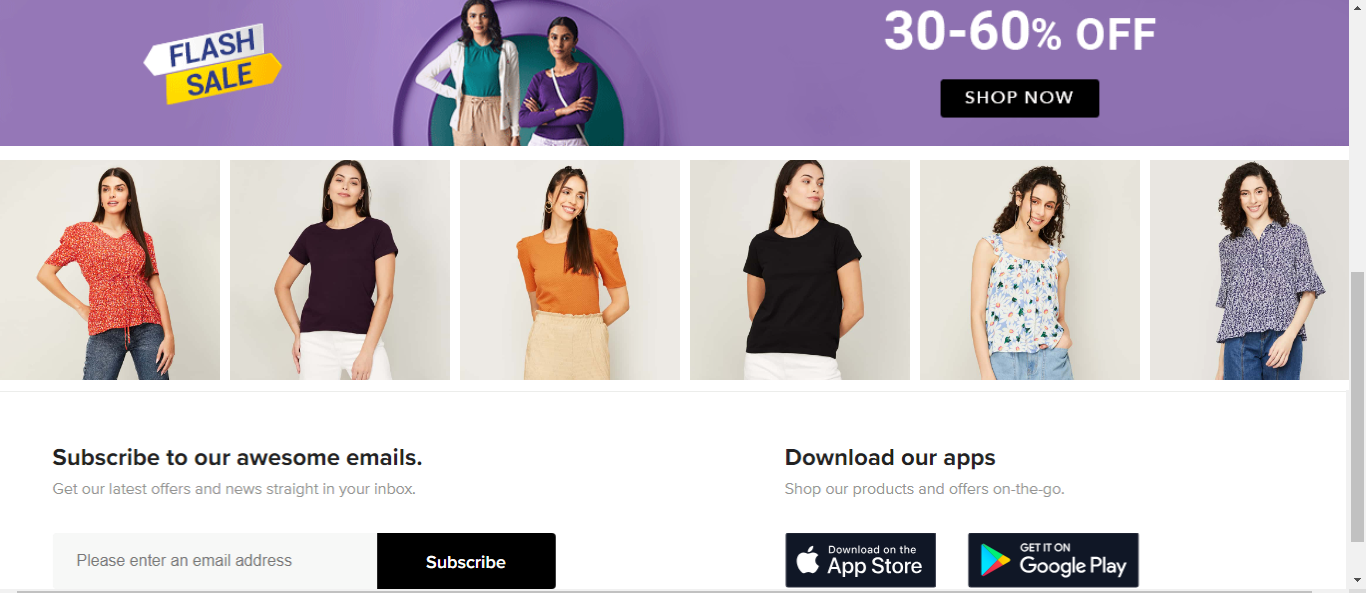 FLASH
SALE
30-60% OFF
SHOP NOW
Subscribe to our awesome emails.
Get our latest offers and news straight in your inbox.
Please enter an email address
Subscribe
Download our apps
Shop our products and offers on-the-go.
Download on the
App Store
GET IT ON
Google Play